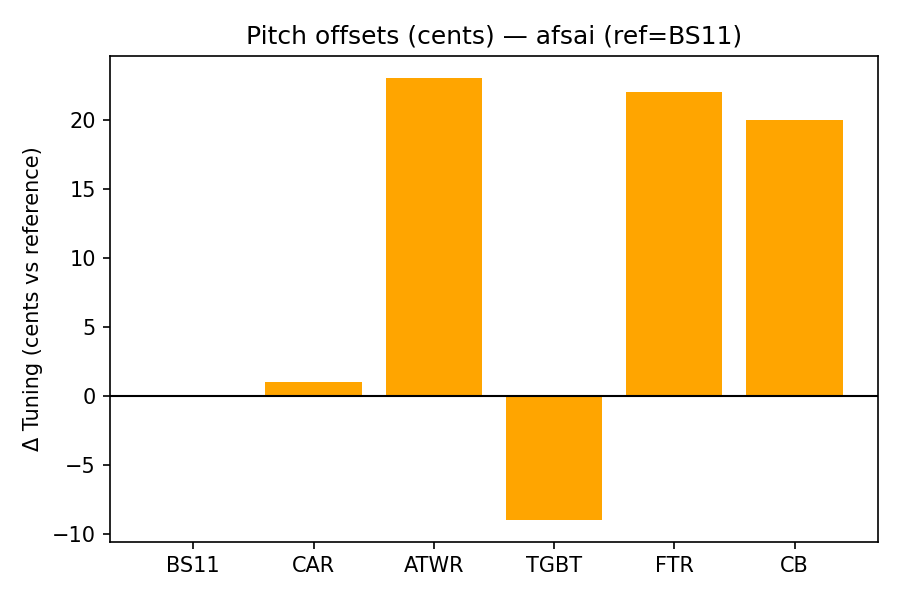 Pitch offsets (cents) — afsai (ref=BS11)
Δ Tuning (cents vs reference)
20
15
10
5
0
−5
−10
BS11 CAR ATWR TGBT FTR CB